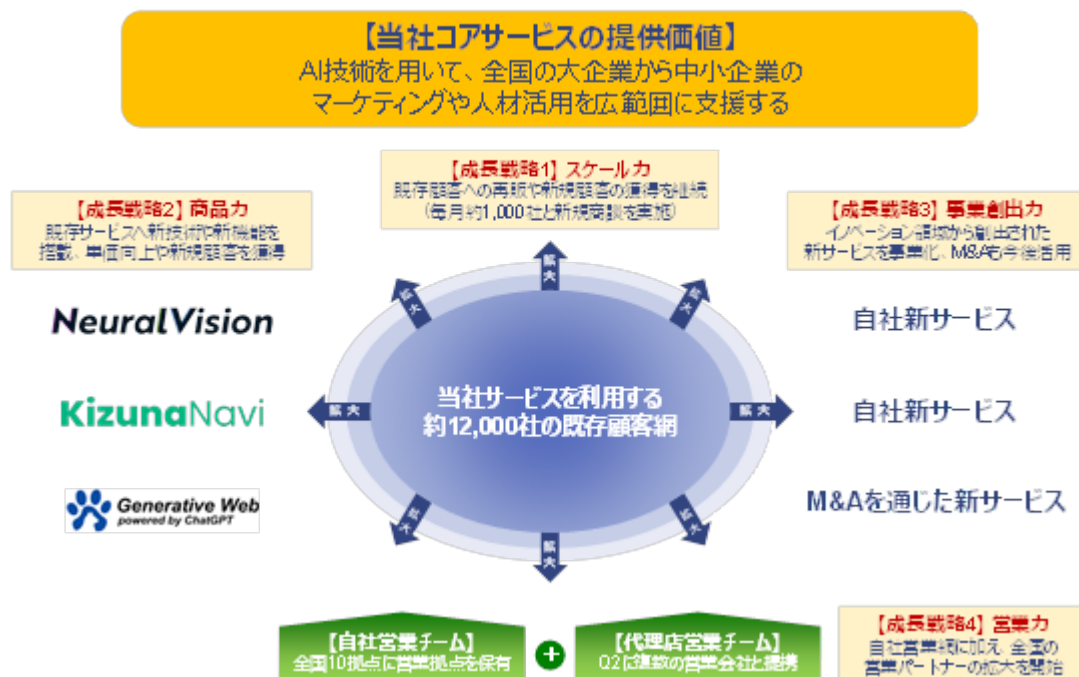 【当社コアサービスの提供価値】
AI技術を用いて、全国の大企業から中小企業の
マーケティングや人材活用を広範囲に支援する
【成長戦略1】 スケール力
既存顧客への再販や新規顧客の獲得を継続
(毎月約1,000社と新規商談を実施)
【成長戦略2】 商品力
既存サービスへ新技術や新機能を
搭載、単価向上や新規顧客を獲得
【成長戦略3】 事業創出力
イノベーション領域から創出された
新サービスを事業化、M&Aも今後活用
NeuralVision
KizunaNavi
Generative Web
powered by ChatGPT
拡大
拡大
拡大
拡大
拡大
拡大
拡大
拡大
当社サービスを利用する
約12,000社の既存顧客網
自社新サービス
自社新サービス
M&Aを通じた新サービス
【自社営業チーム】
全国10拠点に営業拠点を保有
+
【代理店営業チーム】
Q2に複数の営業会社と提携
【成長戦略4】 営業力
自社営業網に加え、全国の
営業パートナーの拡大を開始